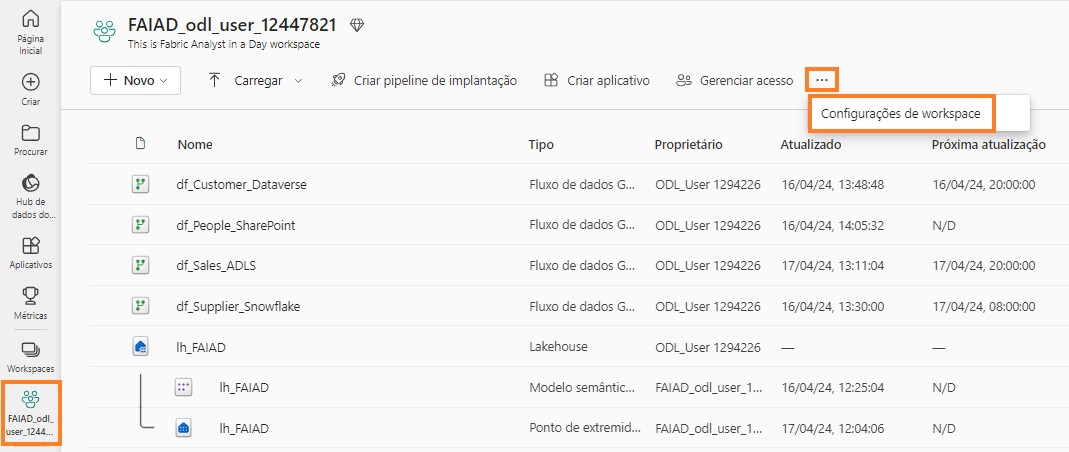 FAIAD_odl_user_12447821
This is Fabric Analyst in a Day workspace
Página
Inicial
Criar
Procurar
Hub de
dados do...
Aplicativos
Métricas
Workspaces
FAIAD_odl_
user_1244...
Novo Carregar Criar pipeline de implantação Criar aplicativo Gerenciar acesso ...
Configurações de workspace
Nome Tipo Proprietário Atualizado Próxima atualização
df_Customer_Dataverse Fluxo de dados G... ODL_User 1294226 16/04/24, 13:48:48 16/04/24, 20:00:00
df_People_SharePoint Fluxo de dados G... ODL_User 1294226 16/04/24, 14:05:32 N/D
df_Sales_ADLS Fluxo de dados G... ODL_User 1294226 17/04/24, 13:11:04 17/04/24, 20:00:00
df_Supplier_Snowflake Fluxo de dados G... ODL_User 1294226 16/04/24, 13:30:00 17/04/24, 08:00:00
lh_FAIAD Lakehouse ODL_User 1294226 — —
lh_FAIAD Modelo semântic... FAIAD_odl_user_1... 16/04/24, 12:25:04 N/D
lh_FAIAD Ponto de extremid... FAIAD_odl_user_1... 17/04/24, 12:04:06 N/D